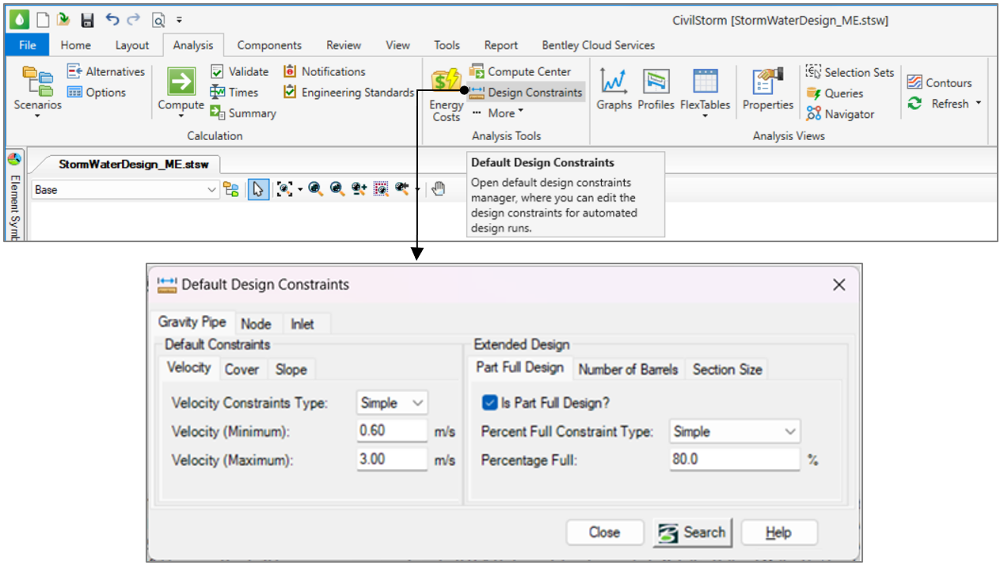 CivilStorm [StormWaterDesign_ME.stsw]
File Home Layout Analysis Components Review View Tools Report Bentley Cloud Services
Scenarios
Alternatives
Options
Compute
Validate
Times
Summary
Notifications
Engineering Standards
Calculation
Energy
Costs
Compute Center
Design Constraints
More
Analysis Tools
Graphs Profiles FlexTables
Properties
Selection Sets
Queries
Navigator
Contours
Refresh
Analysis Views
Element Symb
StormWaterDesign_ME.stsw
Base
Default Design Constraints
Open default design constraints
manager, where you can edit the
design constraints for automated
design runs.
Default Design Constraints
Gravity Pipe Node Inlet
Default Constraints
Velocity Cover Slope
Velocity Constraints Type: Simple
Velocity (Minimum): 0.60 m/s
Velocity (Maximum): 3.00 m/s
Extended Design
Part Full Design Number of Barrels Section Size
Is Part Full Design?
Percent Full Constraint Type: Simple
Percentage Full: 80.0 %
Close Search Help